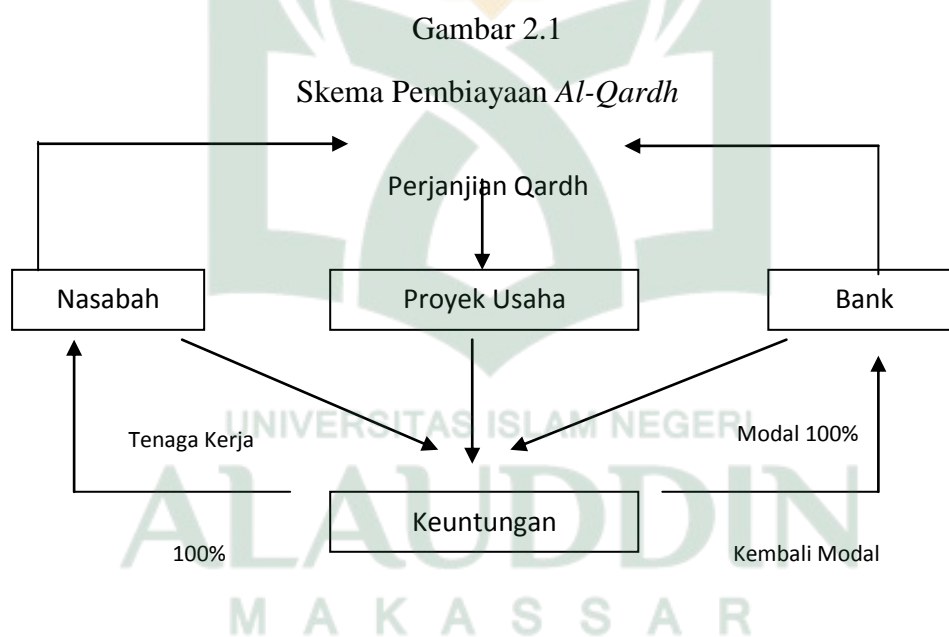 Gambar 2.1
Skema Pembiayaan Al-Qardh
Perjanjian Qardh
Nasabah
Proyek Usaha
Bank
UNIVERSITAS ISLAM NEGERI
Tenaga Kerja
Modal 100%
ALAUDDIN
Keuntungan
100%
Kembali Modal
MAKASSAR